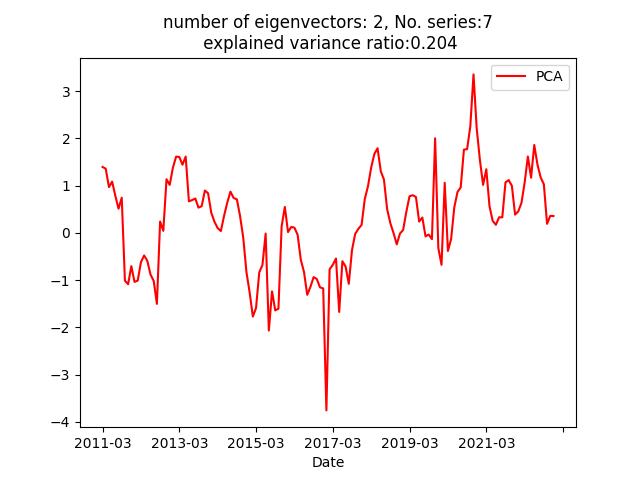 number of eigenvectors: 2, No. series:7
explained variance ratio:0.204
PCA
3
2
1
0
−1
−2
−3
−4
2011-03 2013-03 2015-03 2017-03 2019-03 2021-03
Date